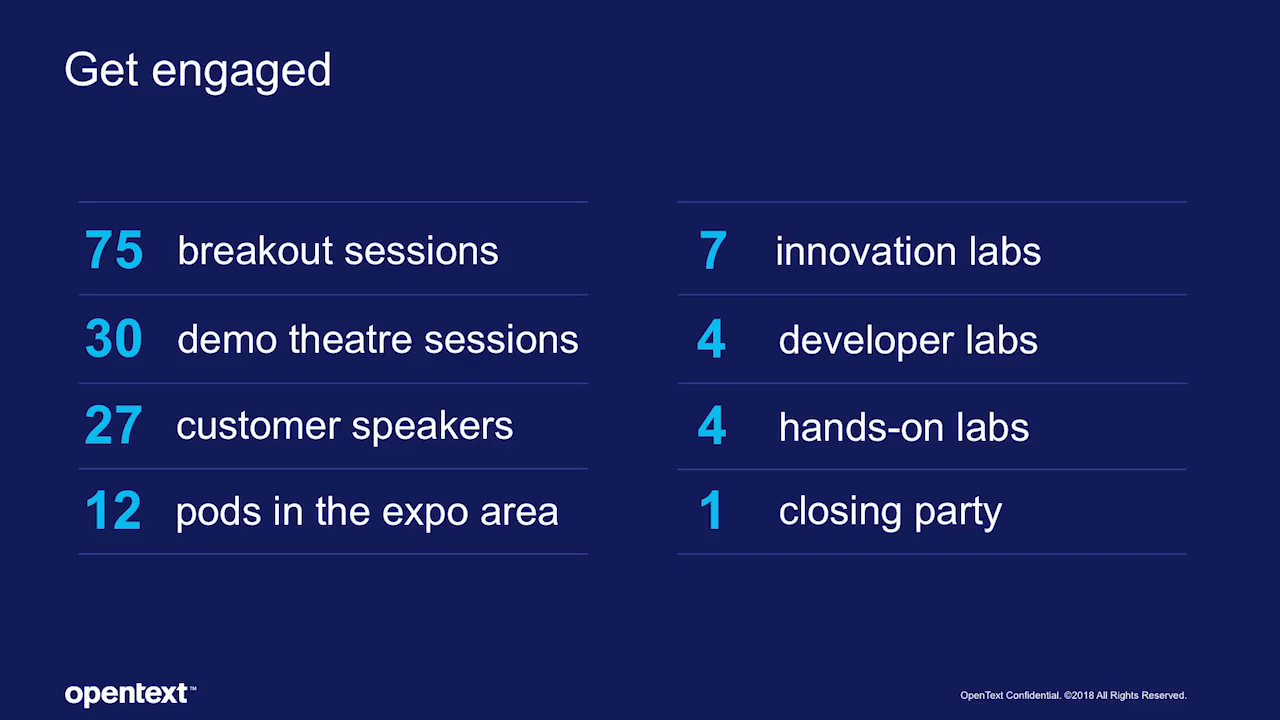 Get engaged
75 breakout sessions
30 demo theatre sessions
27 customer speakers
12 pods in the expo area
7 innovation labs
4 developer labs
4 hands-on labs
1 closing party
opentext™
OpenText Confidential. ©2018 All Rights Reserved.